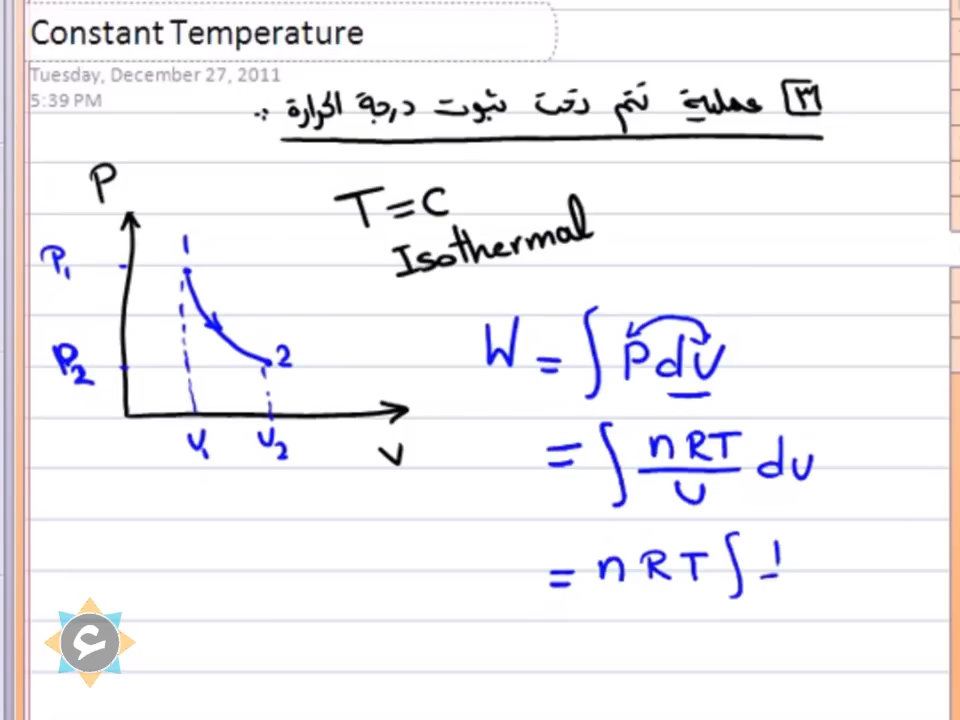 Constant Temperature
Tuesday, December 27, 2011
5:39 PM
٣ عملية تتم تحت ثبوت درجة الحرارة :.
P
T=C
Isothermal
1
P₁
P₂
2
V₁
V₂
V
W = ∫ P dV
= ∫ nRT/V dV
= nRT ∫ 1
ع